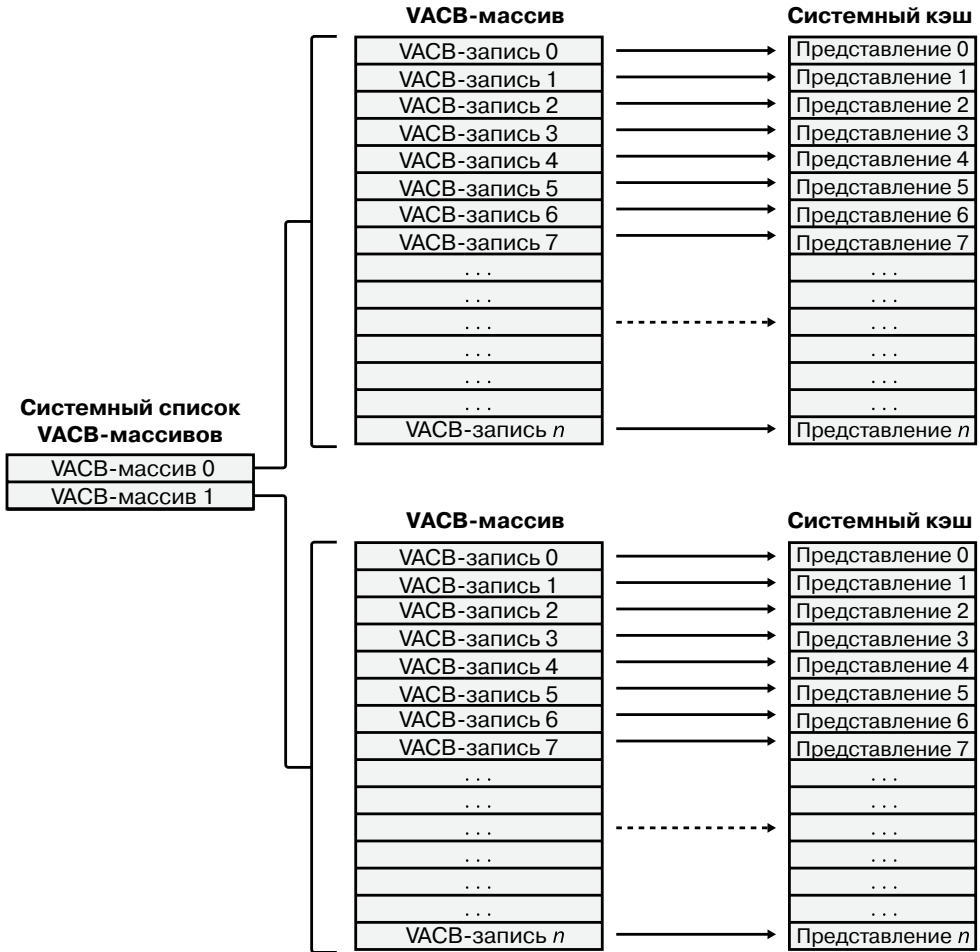 VACB-массив
Системный кэш
VACB-запись 0
Представление 0
VACB-запись 1
Представление 1
VACB-запись 2
Представление 2
VACB-запись 3
Представление 3
VACB-запись 4
Представление 4
VACB-запись 5
Представление 5
VACB-запись 6
Представление 6
VACB-запись 7
Представление 7
. . .
. . .
. . .
. . .
. . .
. . .
. . .
. . .
. . .
. . .
. . .
. . .
VACB-запись n
Представление n
Системный список
VACB-массивов
VACB-массив 0
VACB-массив 1
VACB-массив
Системный кэш
VACB-запись 0
Представление 0
VACB-запись 1
Представление 1
VACB-запись 2
Представление 2
VACB-запись 3
Представление 3
VACB-запись 4
Представление 4
VACB-запись 5
Представление 5
VACB-запись 6
Представление 6
VACB-запись 7
Представление 7
. . .
. . .
. . .
. . .
. . .
. . .
. . .
. . .
. . .
. . .
. . .
. . .
VACB-запись n
Представление n